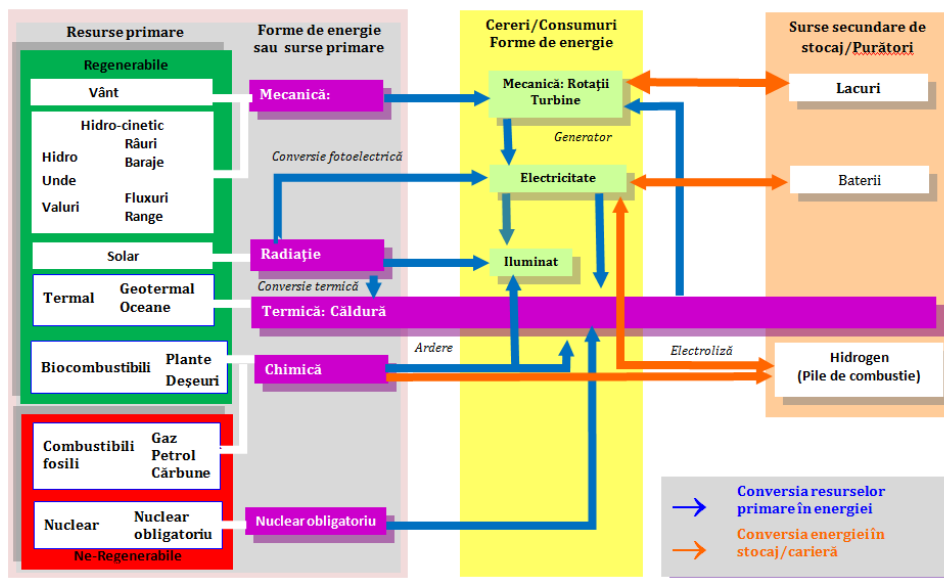 Resurse primare
Forme de energie
sau surse primare
Cereri/Consumuri
Forme de energie
Surse secundare de
stocaj/Purători
Regenerabile
Vânt
Hidro-cinetic
Râuri
Hidro
Baraje
Unde
Valuri
Fluxuri
Range
Solar
Termal
Geotermal
Oceane
Biocombustibili
Plante
Deşeuri
Combustibili
fosili
Gaz
Petrol
Cărbune
Nuclear
Nuclear
obligatoriu
Ne-Regenerabile
Mecanică:
Conversie fotoelectrică
Radiaţie
Conversie termică
Termică: Căldură
Chimică
Nuclear obligatoriu
Mecanică: Rotaţii
Turbine
Generator
Electricitate
Iluminat
Ardere
Electroliză
Lacuri
Baterii
Hidrogen
(Pile de combustie)
Conversia resurselor
primare în energiei
Conversia energiei în
stocaj/carieră